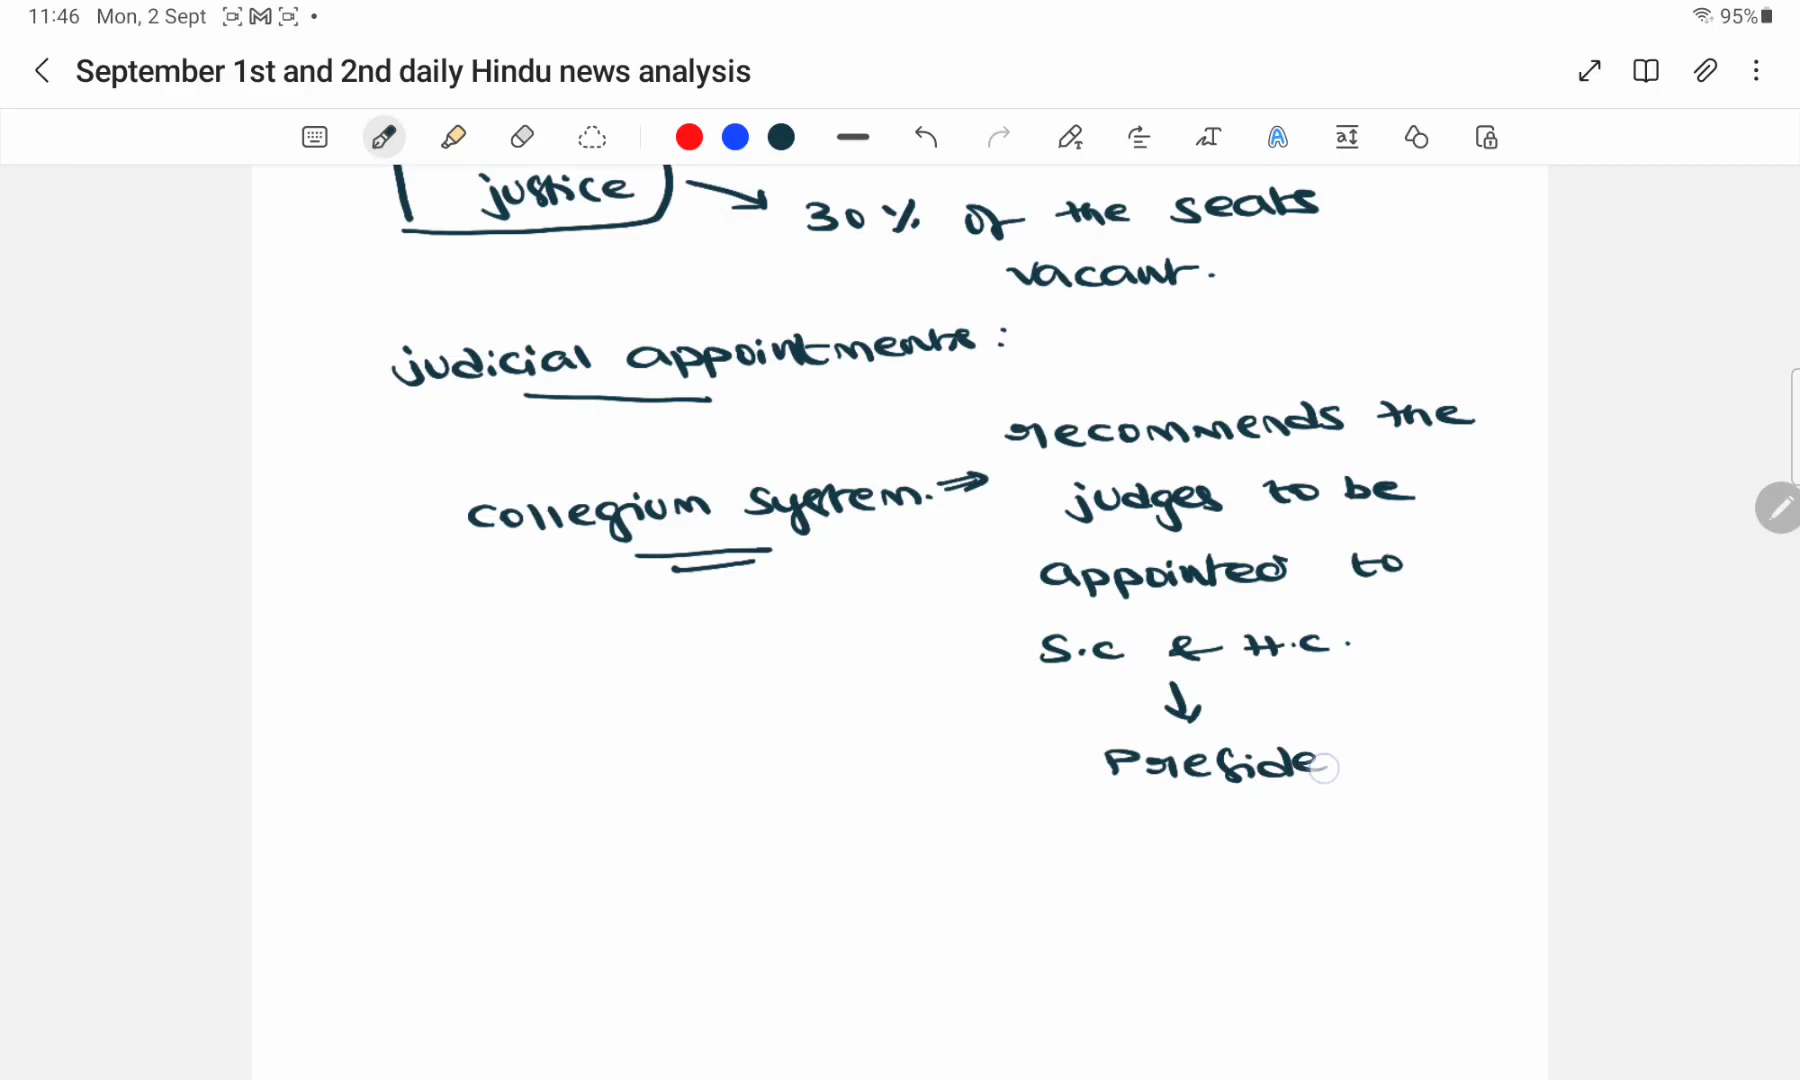 11:46 Mon, 2 Sept
95%
September 1st and 2nd daily Hindu news analysis
justice
30% of the seats
vacant.
judicial appointments:
collegium system.
recommends the
judges to be
appointed to
S.c & H.c.
Preside